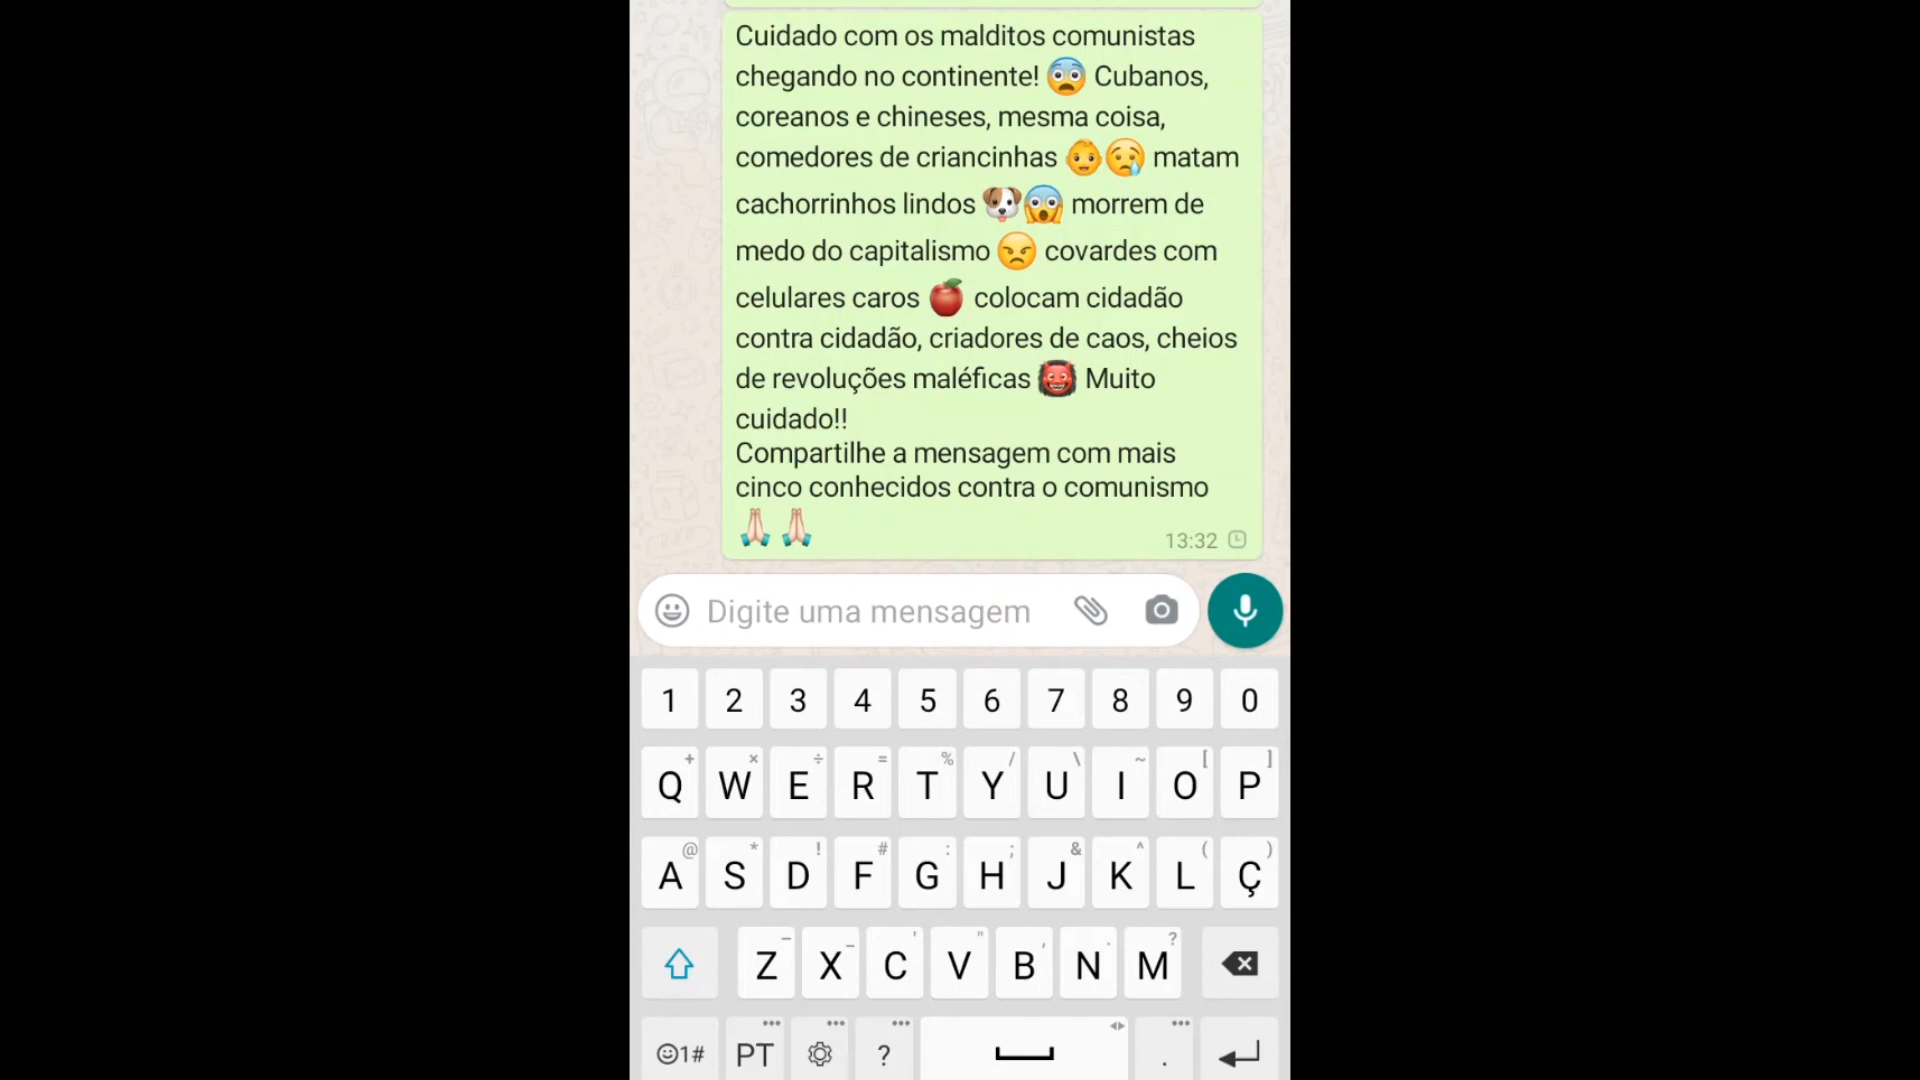 Cuidado com os malditos comunistas
chegando no continente! 😨 Cubanos,
coreanos e chineses, mesma coisa,
comedores de criancinhas 👶😢 matam
cachorrinhos lindos 🐶😱 morrem de
medo do capitalismo 😠 covardes com
celulares caros 🍎 colocam cidadão
contra cidadão, criadores de caos, cheios
de revoluções maléficas 👹 Muito
cuidado!!
Compartilhe a mensagem com mais
cinco conhecidos contra o comunismo
🙏🏻 🙏🏻
13:32
Digite uma mensagem
1 2 3 4 5 6 7 8 9 0
+ × ÷ = % / \ ~ [ ]
Q W E R T Y U I O P
@ * ! # : ; & ^ ( )
A S D F G H J K L Ç
– _ ' " , . ?
Z X C V B N M
1# PT ? .